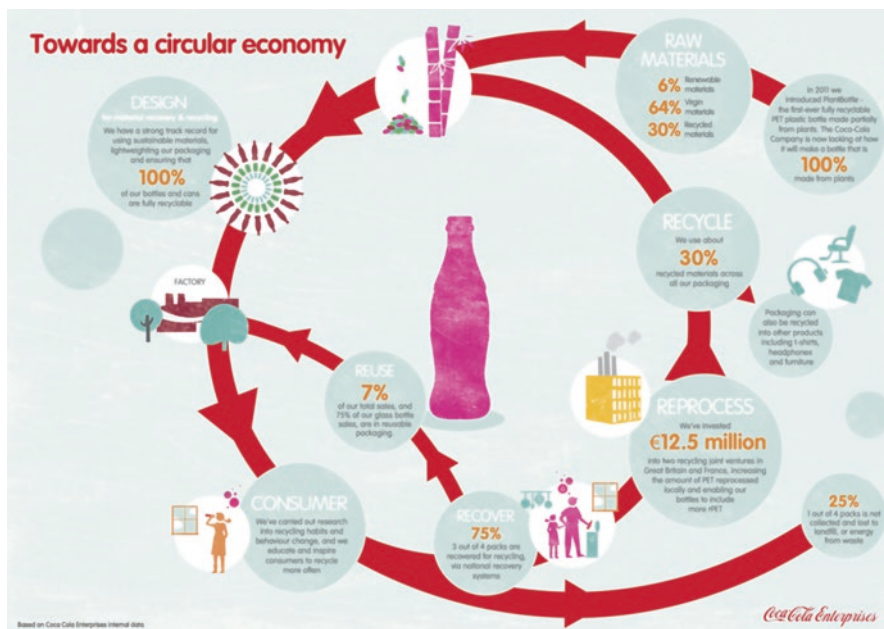 Towards a circular economy
DESIGN
for material recovery & recycling
We have a strong track record for
using sustainable materials,
lightweighting our packaging
and ensuring that
100%
of our bottles and cans
are fully recyclable
RAW
MATERIALS
6% Renewable
materials
64% Virgin
materials
30% Recycled
materials
In 2011 we
introduced PlantBottle -
the first-ever fully recyclable
PET plastic bottle made partially
from plants. The Coca-Cola
Company is now looking at how
it will make a bottle that is
100%
made from plants
RECYCLE
We use about
30%
recycled materials across
all our packaging
Packaging can
also be recycled
into other products
including t-shirts,
headphones
and furniture
FACTORY
REUSE
7%
of our total sales, and
75% of our glass bottle
sales, are in reusable
packaging.
REPROCESS
We've invested
€12.5 million
into two recycling joint ventures in
Great Britain and France, increasing
the amount of PET reprocessed
locally and enabling our
bottles to include
more rPET
CONSUMER
We've carried out research
into recycling habits and
behaviour change, and we
educate and inspire
consumers to recycle
more often
RECOVER
75%
3 out of 4 packs are
recovered for recycling,
via national recovery
systems
25%
1 out of 4 packs is not
collected and lost to
landfill, or energy
from waste
Based on Coca Cola Enterprises internal data
Coca-Cola Enterprises